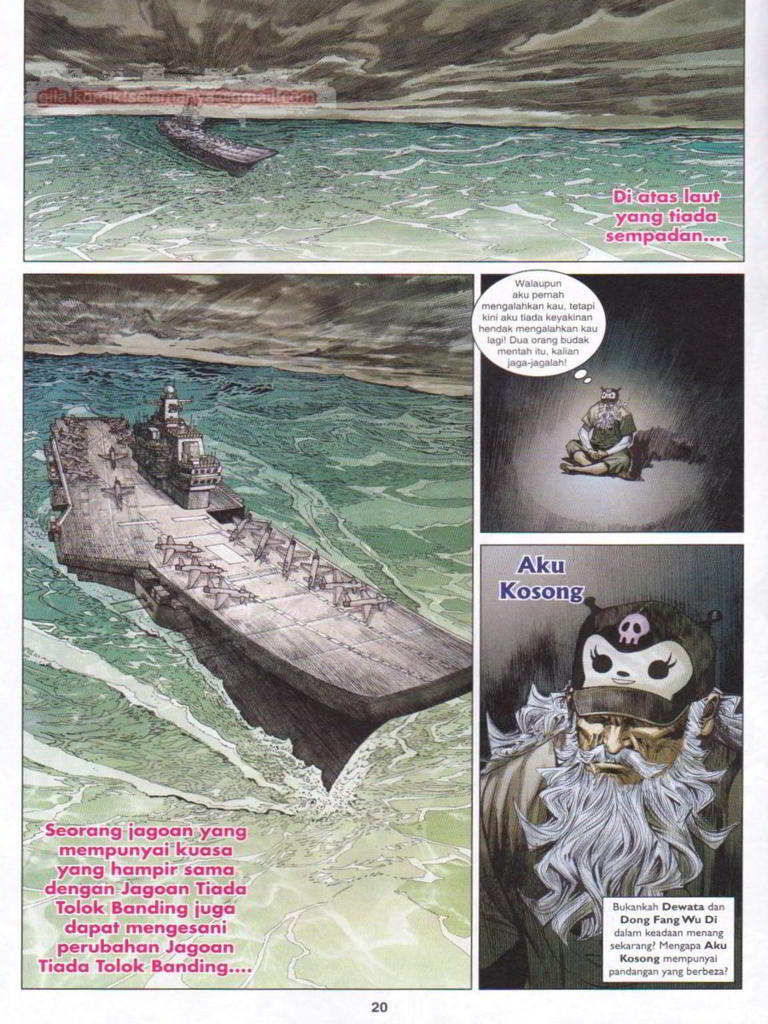 gila-komik-selamanya@gmail.com
Di atas laut
yang tiada
sempadan....
Walaupun
aku pernah
mengalahkan kau, tetapi
kini aku tiada keyakinan
hendak mengalahkan kau
lagi! Dua orang budak
mentah itu, kalian
jaga-jagalah!
Aku
Kosong
Seorang jagoan yang
mempunyai kuasa
yang hampir sama
dengan Jagoan Tiada
Tolok Banding juga
dapat mengesani
perubahan Jagoan
Tiada Tolok Banding....
Bukankah Dewata dan
Dong Fang Wu Di
dalam keadaan menang
sekarang? Mengapa Aku
Kosong mempunyai
pandangan yang berbeza?
20